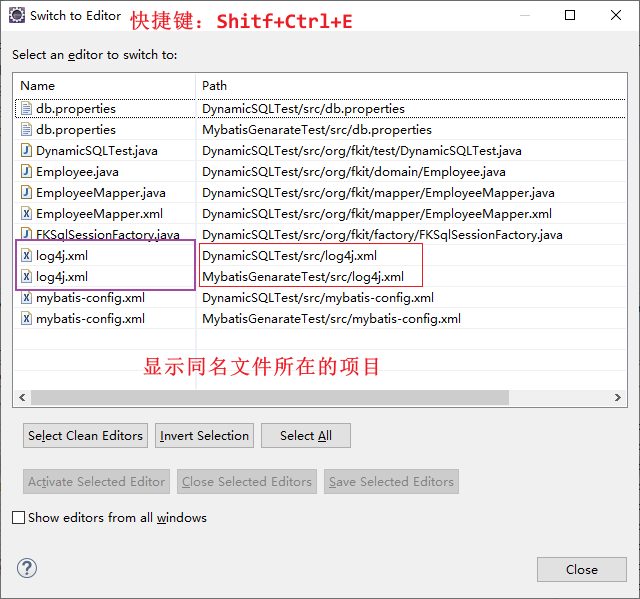 Switch to Editor
快捷键：Shitf+Ctrl+E
Select an editor to switch to:
Name Path
db.properties DynamicSQLTest/src/db.properties
db.properties MybatisGenarateTest/src/db.properties
DynamicSQLTest.java DynamicSQLTest/src/org/fkit/test/DynamicSQLTest.java
Employee.java DynamicSQLTest/src/org/fkit/domain/Employee.java
EmployeeMapper.java DynamicSQLTest/src/org/fkit/mapper/EmployeeMapper.java
EmployeeMapper.xml DynamicSQLTest/src/org/fkit/mapper/EmployeeMapper.xml
FKSqlSessionFactory.java DynamicSQLTest/src/org/fkit/factory/FKSqlSessionFactory.java
log4j.xml DynamicSQLTest/src/log4j.xml
log4j.xml MybatisGenarateTest/src/log4j.xml
mybatis-config.xml DynamicSQLTest/src/mybatis-config.xml
mybatis-config.xml MybatisGenarateTest/src/mybatis-config.xml
显示同名文件所在的项目
Select Clean Editors Invert Selection Select All
Activate Selected Editor Close Selected Editors Save Selected Editors
Show editors from all windows
? Close